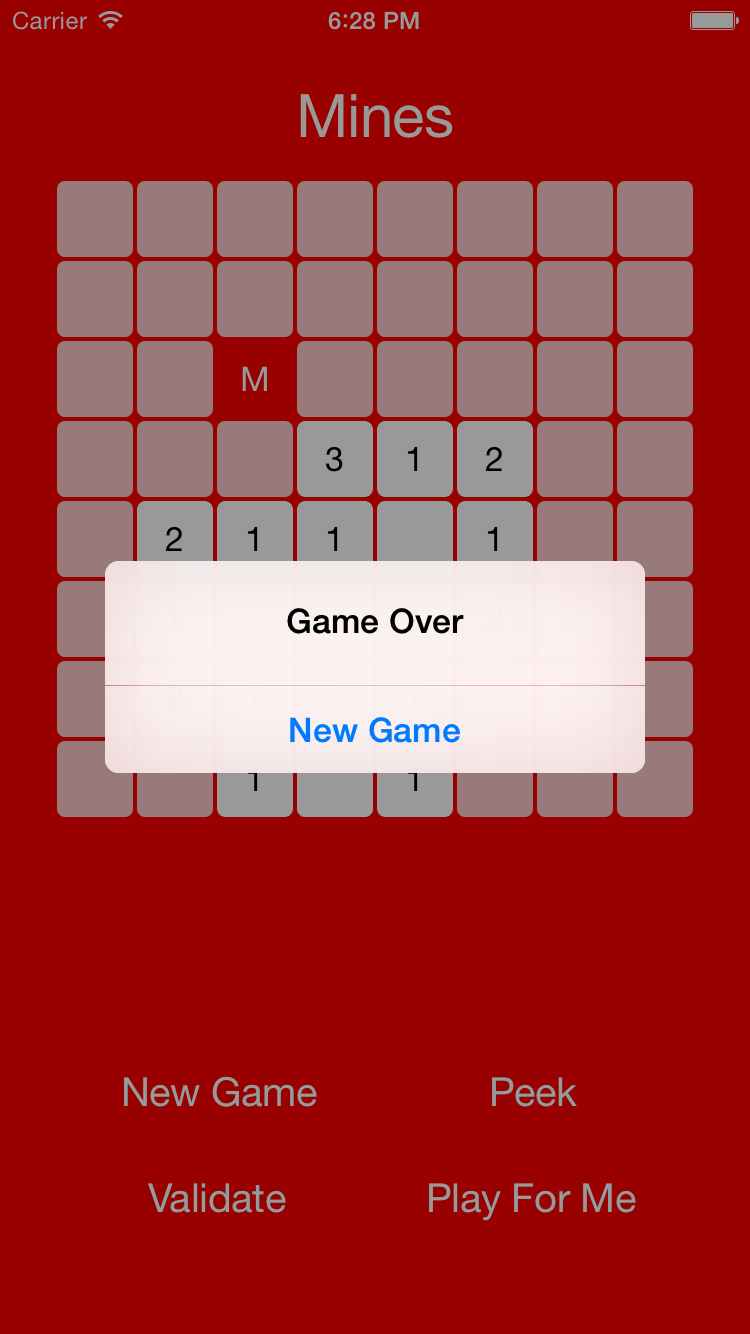 Carrier 6:28 PM
Mines
M
3 1 2
2 1 1 1
1 2
Game Over
2 1 1
New Game
1 1
New Game Peek
Validate Play For Me